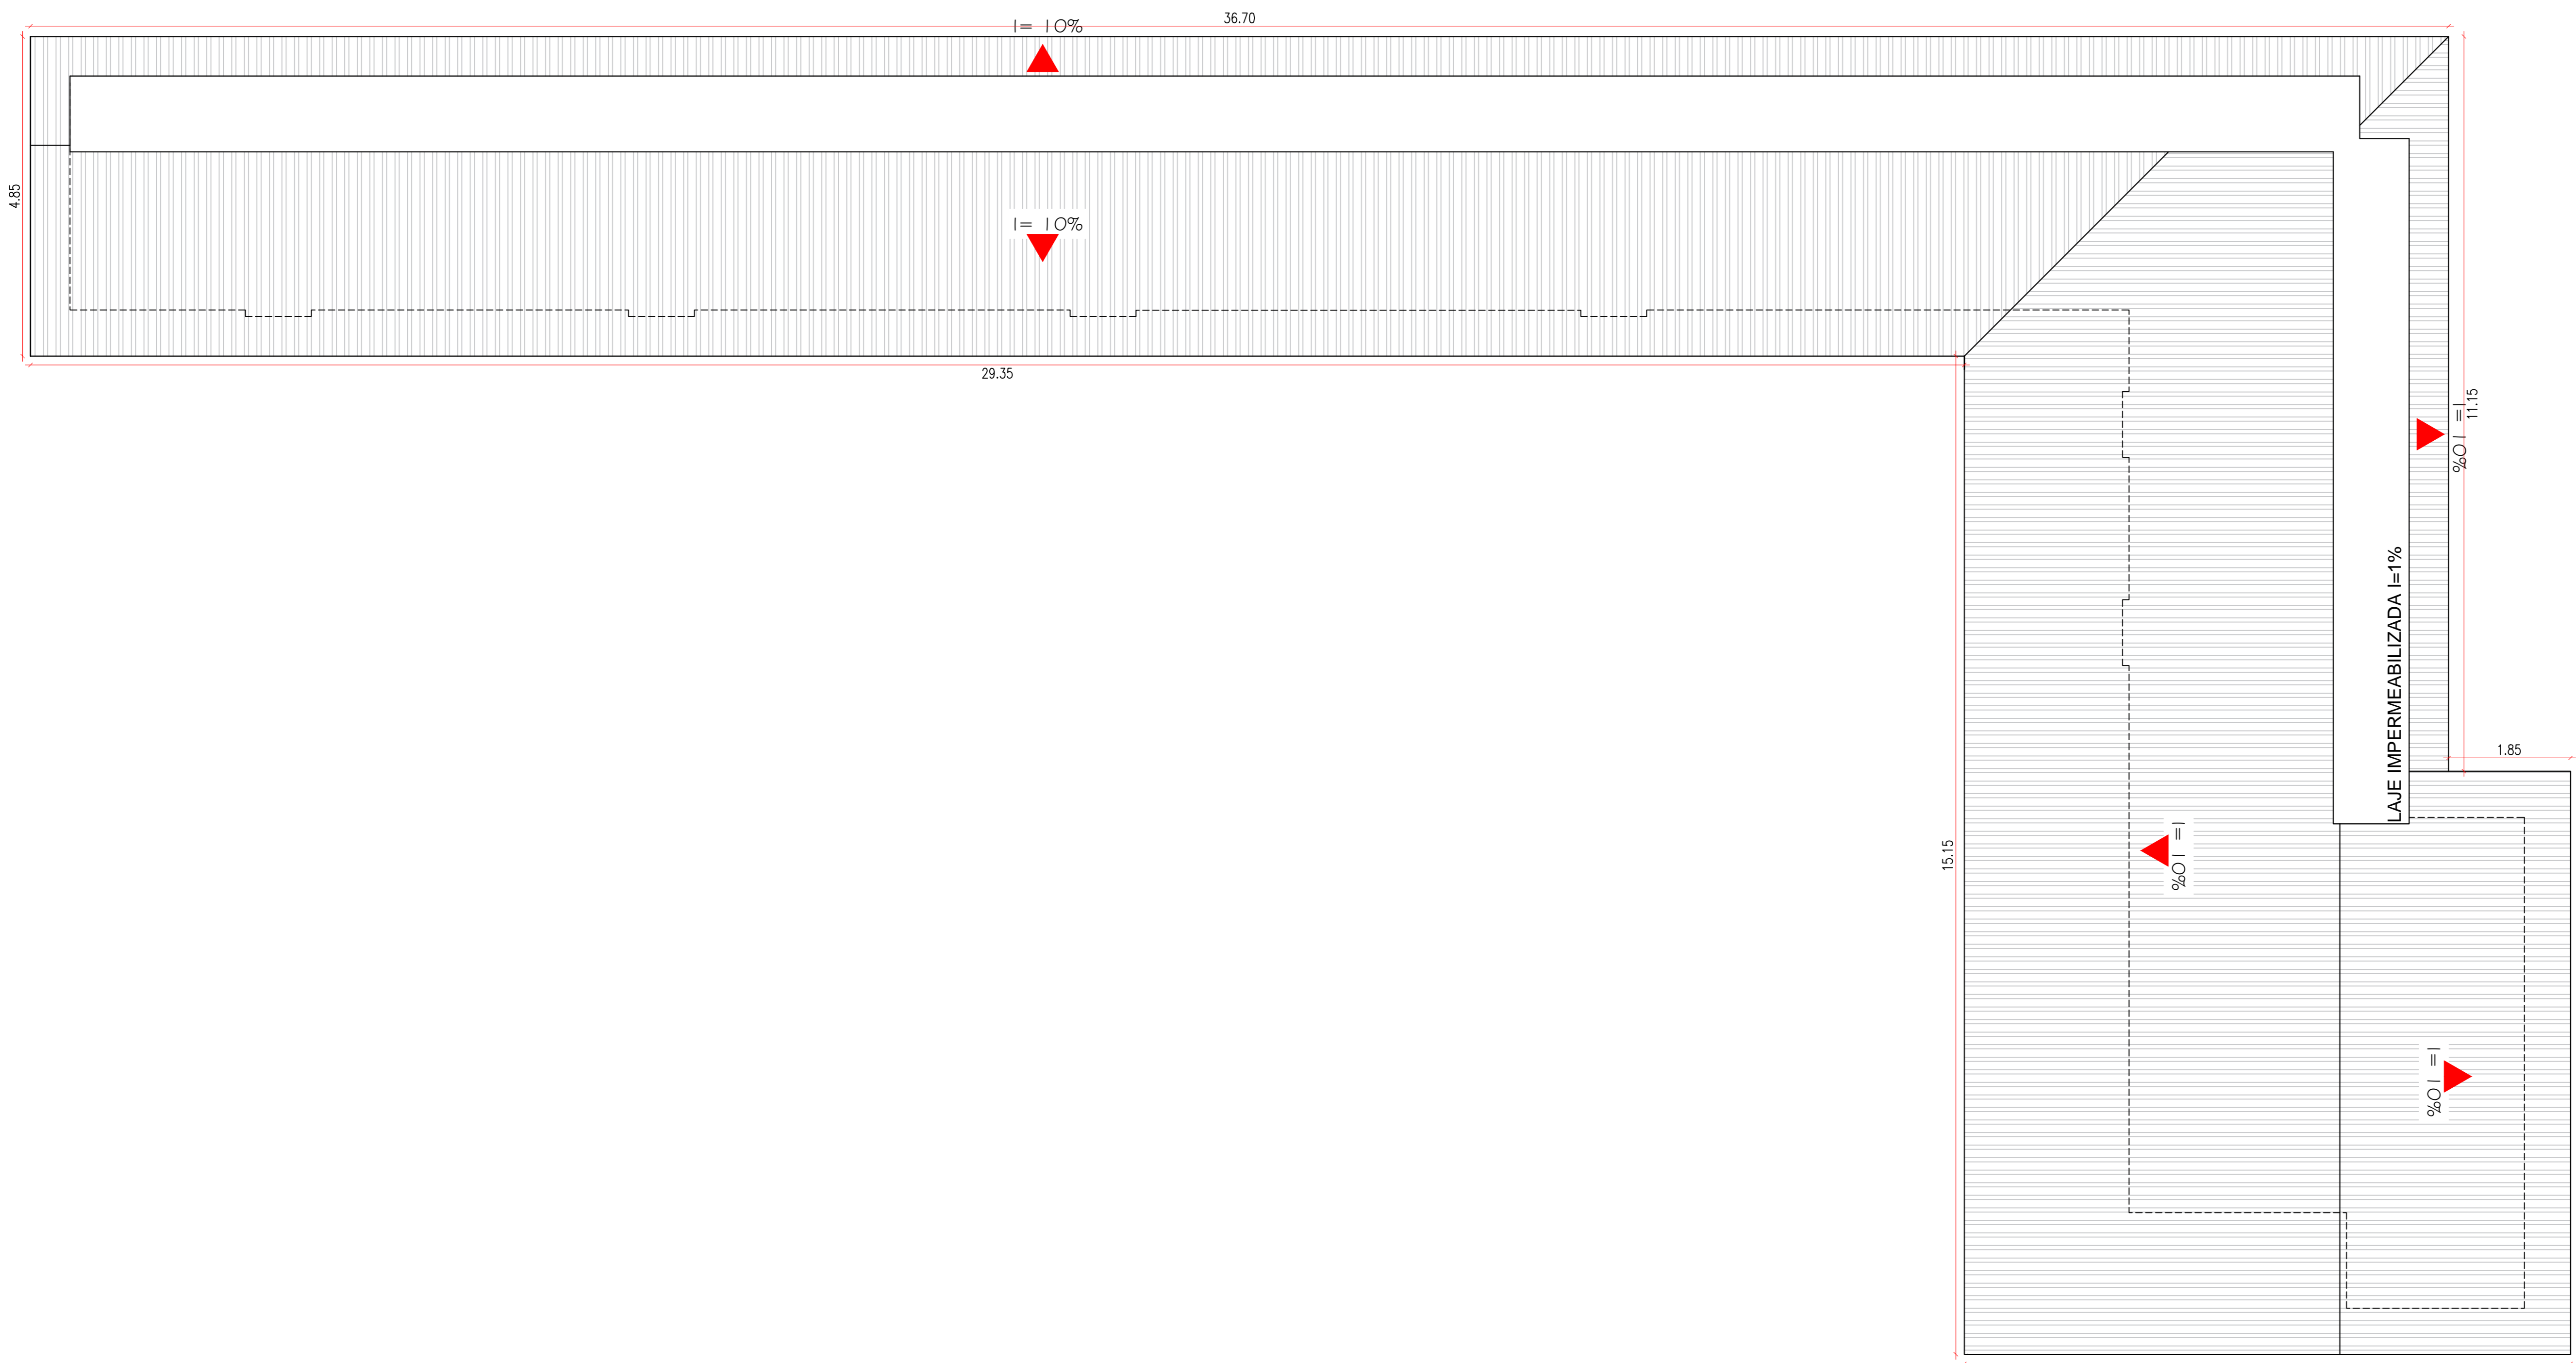 36.70
I= 10%
4.85
I= 10%
29.35
I= 10%
11.15
LAJE IMPERMEABILIZADA I=1%
1.85
15.15
I= 10%
I= 10%